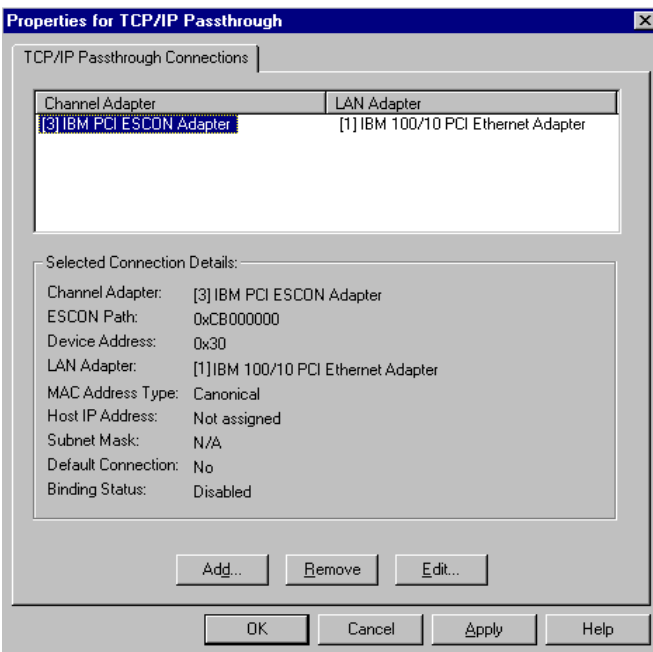 Properties for TCP/IP Passthrough
TCP/IP Passthrough Connections
Channel Adapter LAN Adapter
[3] IBM PCI ESCON Adapter [1] IBM 100/10 PCI Ethernet Adapter
Selected Connection Details:
Channel Adapter: [3] IBM PCI ESCON Adapter
ESCON Path: 0xCB000000
Device Address: 0x30
LAN Adapter: [1] IBM 100/10 PCI Ethernet Adapter
MAC Address Type: Canonical
Host IP Address: Not assigned
Subnet Mask: N/A
Default Connection: No
Binding Status: Disabled
Add... Remove Edit...
OK Cancel Apply Help